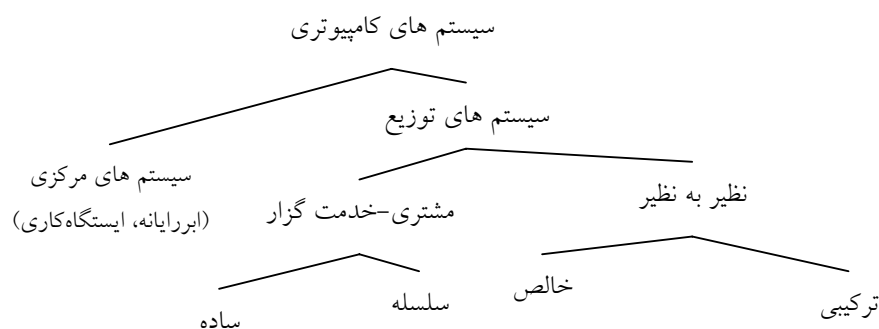 سیستم های کامپیوتری
سیستم های توزیع
سیستم های مرکزی
(ابررایانه، ایستگاه‌کاری)
مشتری-خدمت گزار
نظیر به نظیر
ساده
سلسله
خالص
ترکیبی